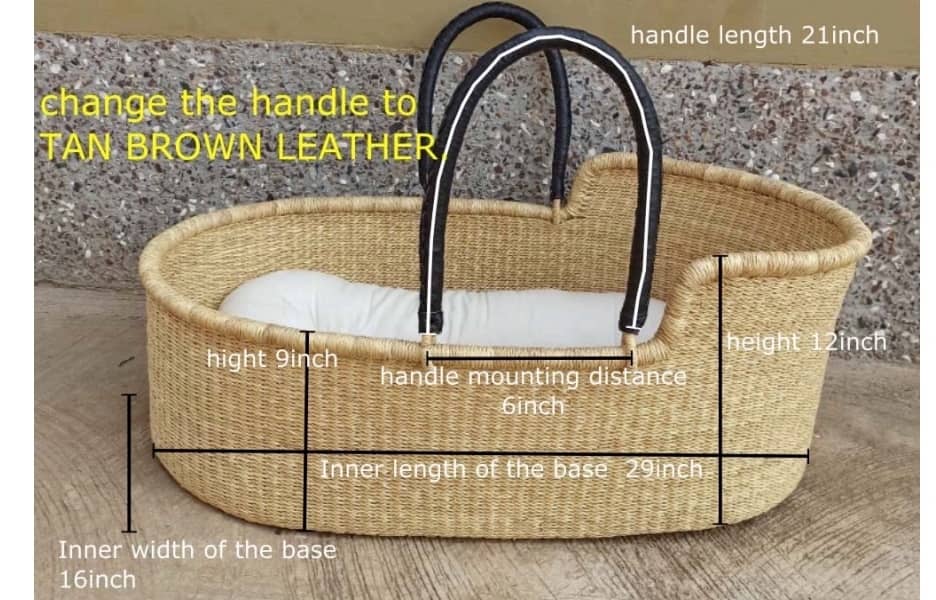 handle length 21inch
change the handle to
TAN BROWN LEATHER.
hight 9inch
height 12inch
handle mounting distance
6inch
Inner length of the base  29inch
Inner width of the base
16inch